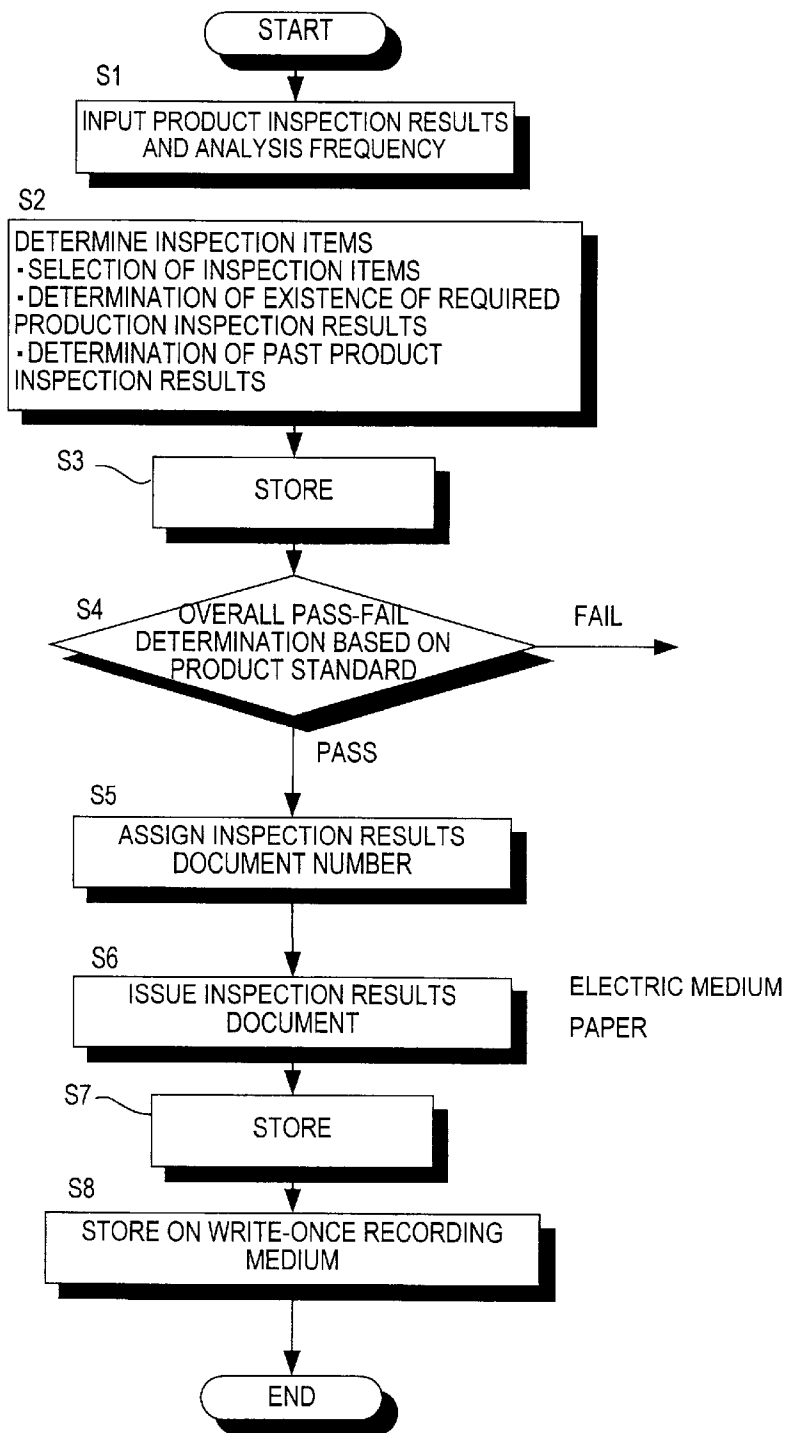 START
S1
INPUT PRODUCT INSPECTION RESULTS
AND ANALYSIS FREQUENCY
S2
DETERMINE INSPECTION ITEMS
▪SELECTION OF INSPECTION ITEMS
▪DETERMINATION OF EXISTENCE OF REQUIRED
PRODUCTION INSPECTION RESULTS
▪DETERMINATION OF PAST PRODUCT
INSPECTION RESULTS
S3
STORE
S4
OVERALL PASS-FAIL
DETERMINATION BASED ON
PRODUCT STANDARD
FAIL
PASS
S5
ASSIGN INSPECTION RESULTS
DOCUMENT NUMBER
S6
ISSUE INSPECTION RESULTS
DOCUMENT
ELECTRIC MEDIUM
PAPER
S7
STORE
S8
STORE ON WRITE-ONCE RECORDING
MEDIUM
END